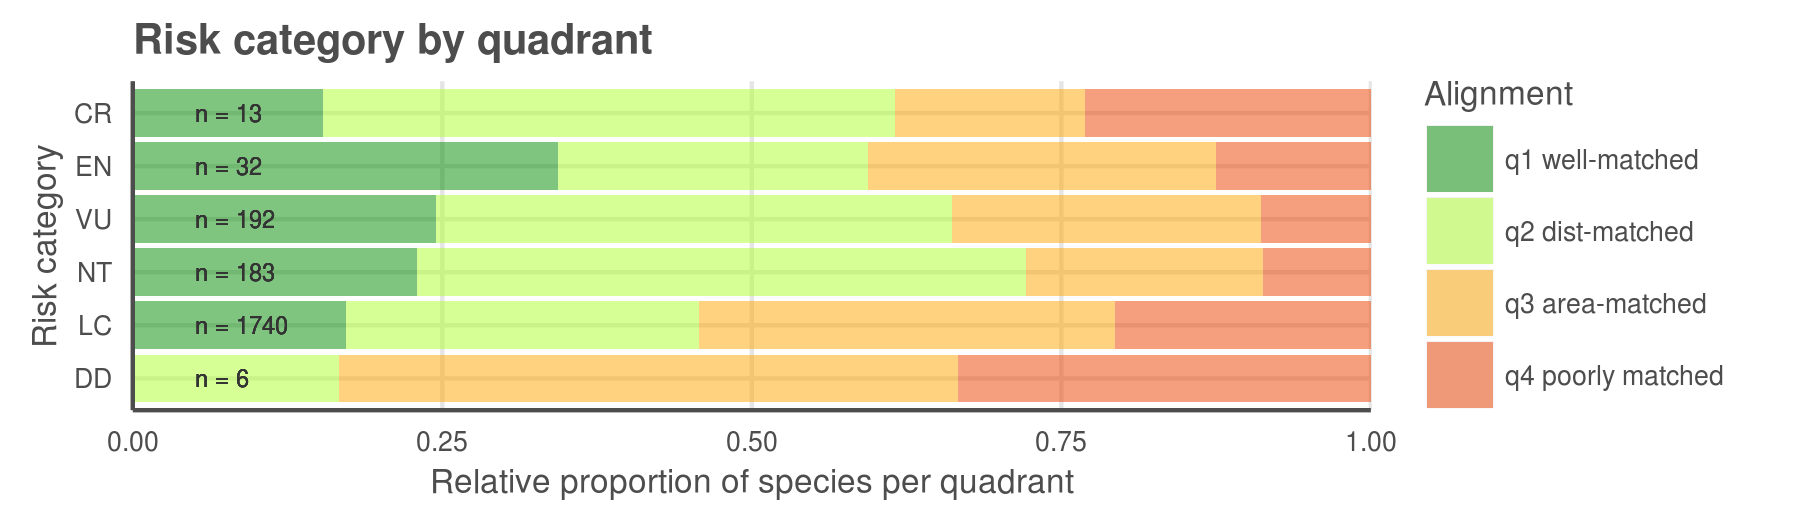 Risk category by quadrant
Risk category
CR
n = 13
EN
n = 32
VU
n = 192
NT
n = 183
LC
n = 1740
DD
n = 6
0.00
0.25
0.50
0.75
1.00
Relative proportion of species per quadrant
Alignment
q1 well-matched
q2 dist-matched
q3 area-matched
q4 poorly matched